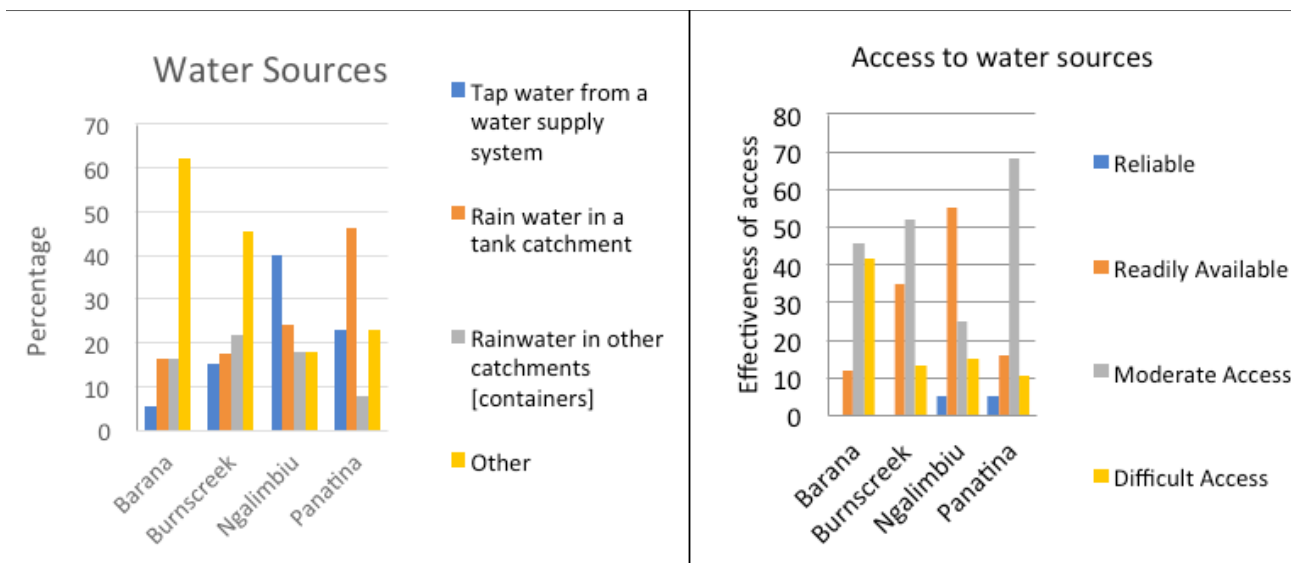 Water Sources
Percentage
70
60
50
40
30
20
10
0
Barana
Burnscreek
Ngalimbiu
Panatina
Tap water from a
water supply
system
Rain water in a
tank catchment
Rainwater in other
catchments
[containers]
Other
Access to water sources
Effectiveness of access
80
70
60
50
40
30
20
10
0
Barana
Burnscreek
Ngalimbiu
Panatina
Reliable
Readily Available
Moderate Access
Difficult Access